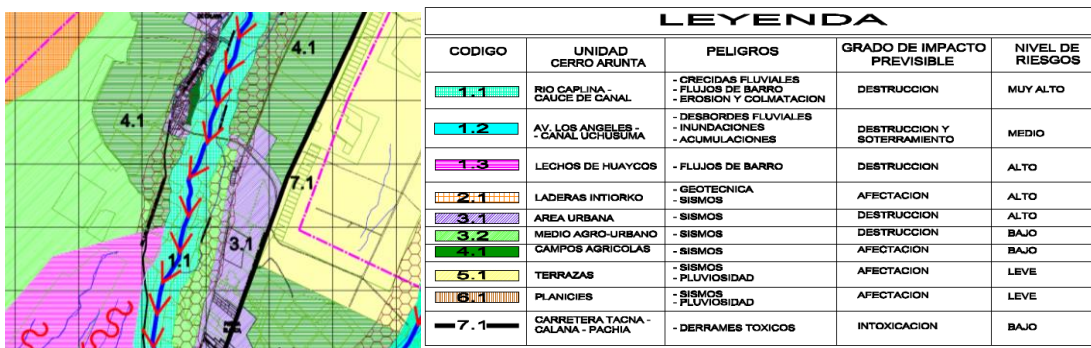 4.1
4.1
7.1
3.1
1.1
LEYENDA
CODIGO
UNIDAD
CERRO ARUNTA
PELIGROS
GRADO DE IMPACTO
PREVISIBLE
NIVEL DE
RIESGOS
1.1
RIO CAPLINA -
CAUCE DE CANAL
- CRECIDAS FLUVIALES
- FLUJOS DE BARRO
- EROSION Y COLMATACION
DESTRUCCION
MUY ALTO
1.2
AV. LOS ANGELES -
- CANAL UCHUSUMA
- DESBORDES FLUVIALES
- INUNDACIONES
- ACUMULACIONES
DESTRUCCION Y
SOTERRAMIENTO
MEDIO
1.3
LECHOS DE HUAYCOS
- FLUJOS DE BARRO
DESTRUCCION
ALTO
2.1
LADERAS INTIORKO
- GEOTECNICA
- SISMOS
AFECTACION
ALTO
3.1
AREA URBANA
- SISMOS
DESTRUCCION
ALTO
3.2
MEDIO AGRO-URBANO
- SISMOS
DESTRUCCION
BAJO
4.1
CAMPOS AGRICOLAS
- SISMOS
AFECTACION
BAJO
5.1
TERRAZAS
- SISMOS
- PLUVIOSIDAD
AFECTACION
LEVE
6.1
PLANICIES
- SISMOS
- PLUVIOSIDAD
AFECTACION
LEVE
7.1
CARRETERA TACNA -
CALANA - PACHIA
- DERRAMES TOXICOS
INTOXICACION
BAJO